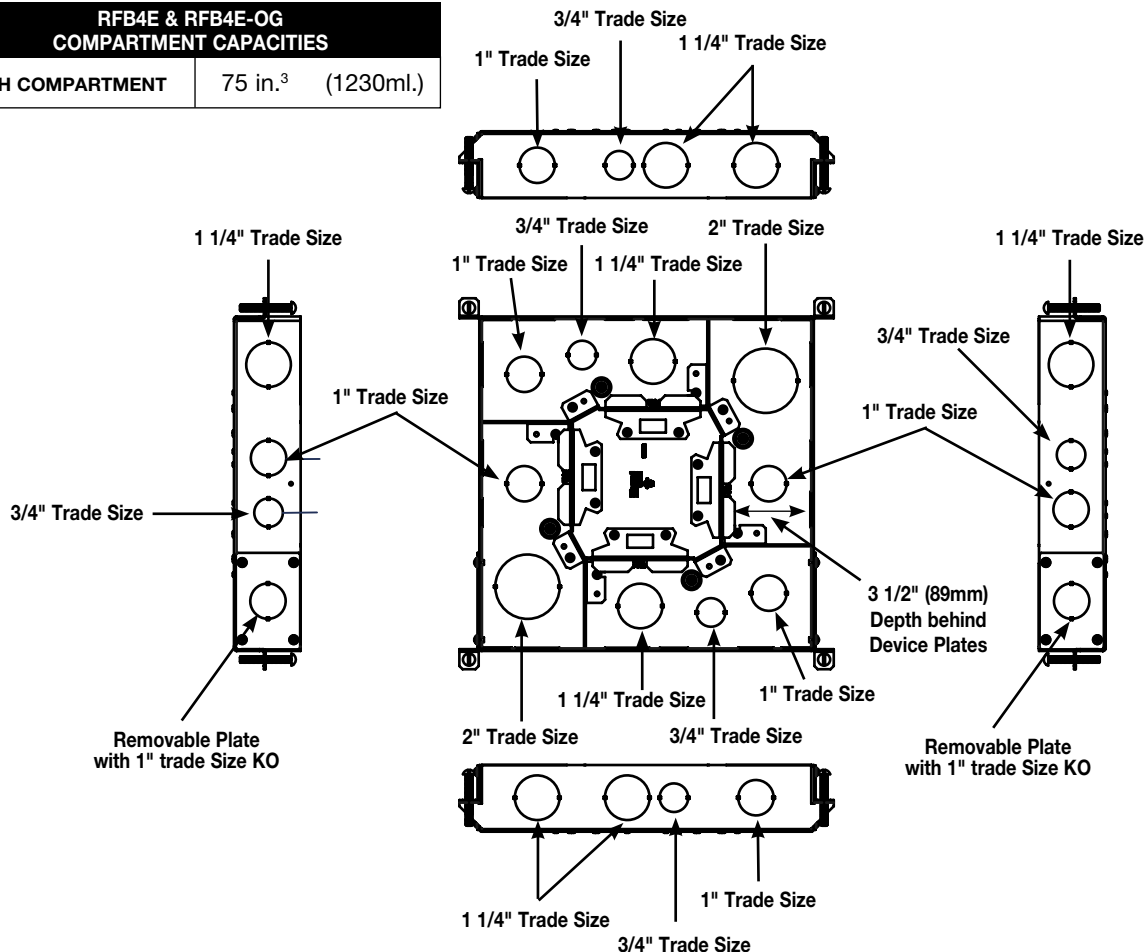 RFB4E & RFB4E-OG
COMPARTMENT CAPACITIES
H COMPARTMENT 75 in.³ (1230ml.)
3/4" Trade Size
1" Trade Size
1 1/4" Trade Size
1 1/4" Trade Size
3/4" Trade Size
2" Trade Size
1" Trade Size
1 1/4" Trade Size
1 1/4" Trade Size
3/4" Trade Size
1" Trade Size
1" Trade Size
3/4" Trade Size
3 1/2" (89mm)
Depth behind
Device Plates
1 1/4" Trade Size
1" Trade Size
2" Trade Size
3/4" Trade Size
Removable Plate
with 1" trade Size KO
Removable Plate
with 1" trade Size KO
1" Trade Size
1 1/4" Trade Size
3/4" Trade Size